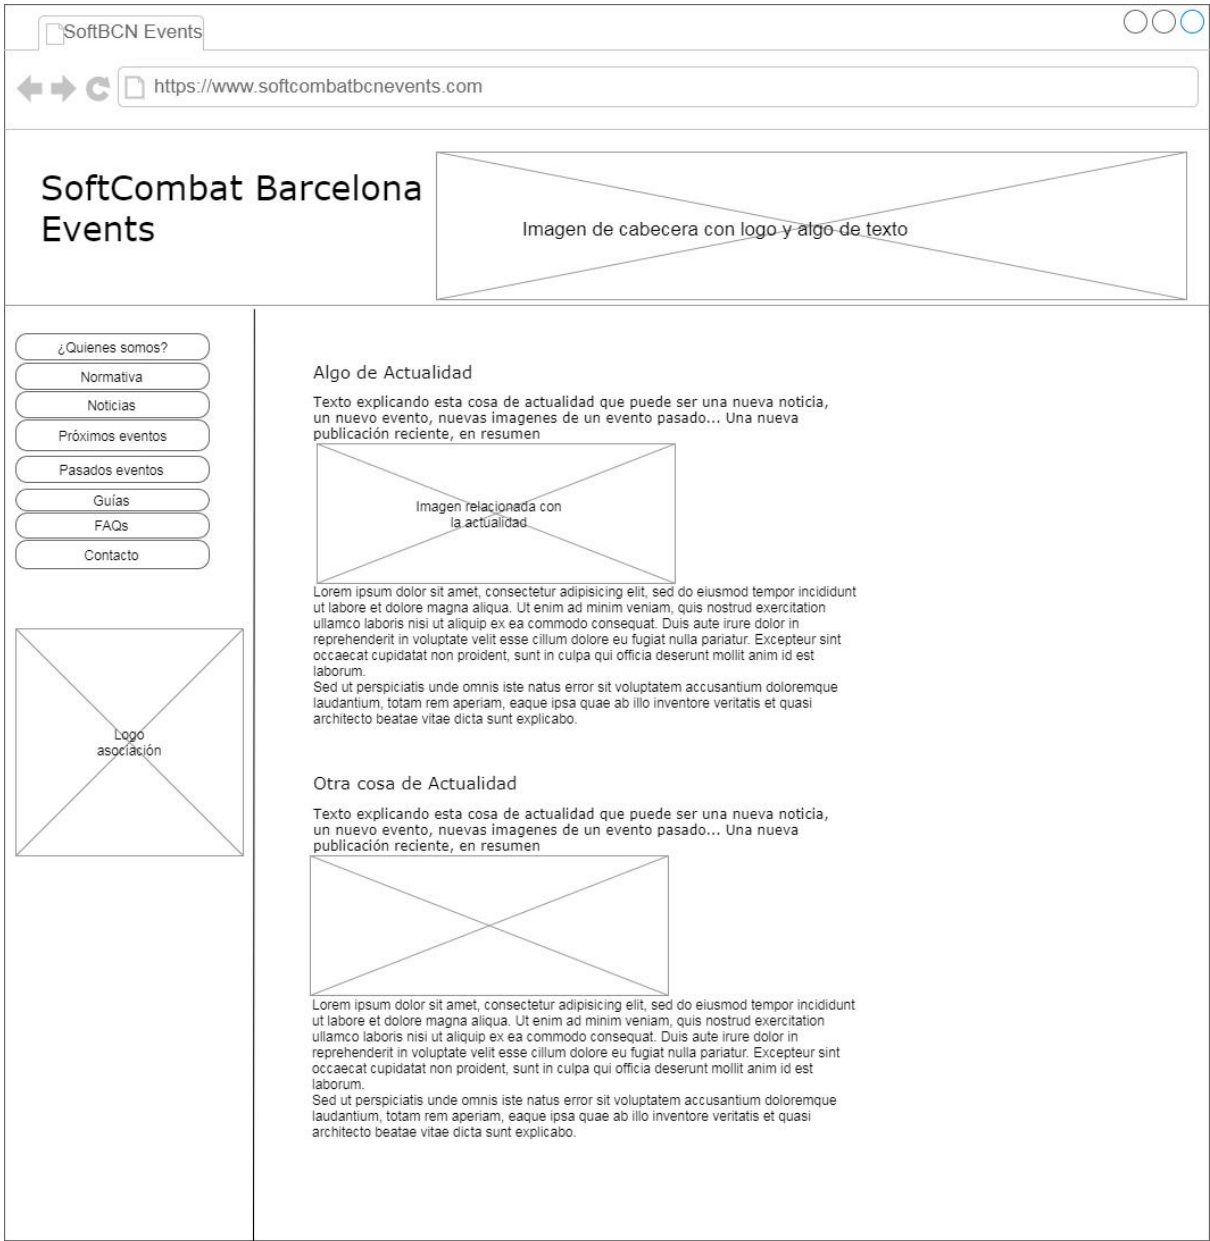 SoftBCN Events
https://www.softcombatbcnevents.com
SoftCombat Barcelona
Events
Imagen de cabecera con logo y algo de texto
¿Quienes somos?
Normativa
Noticias
Próximos eventos
Pasados eventos
Guías
FAQs
Contacto
Logo
asociación
Algo de Actualidad
Texto explicando esta cosa de actualidad que puede ser una nueva noticia,
un nuevo evento, nuevas imagenes de un evento pasado... Una nueva
publicación reciente, en resumen
Imagen relacionada con
la actualidad
Lorem ipsum dolor sit amet, consectetur adipisicing elit, sed do eiusmod tempor incididunt
ut labore et dolore magna aliqua. Ut enim ad minim veniam, quis nostrud exercitation
ullamco laboris nisi ut aliquip ex ea commodo consequat. Duis aute irure dolor in
reprehenderit in voluptate velit esse cillum dolore eu fugiat nulla pariatur. Excepteur sint
occaecat cupidatat non proident, sunt in culpa qui officia deserunt mollit anim id est
laborum.
Sed ut perspiciatis unde omnis iste natus error sit voluptatem accusantium doloremque
laudantium, totam rem aperiam, eaque ipsa quae ab illo inventore veritatis et quasi
architecto beatae vitae dicta sunt explicabo.
Otra cosa de Actualidad
Texto explicando esta cosa de actualidad que puede ser una nueva noticia,
un nuevo evento, nuevas imagenes de un evento pasado... Una nueva
publicación reciente, en resumen
Lorem ipsum dolor sit amet, consectetur adipisicing elit, sed do eiusmod tempor incididunt
ut labore et dolore magna aliqua. Ut enim ad minim veniam, quis nostrud exercitation
ullamco laboris nisi ut aliquip ex ea commodo consequat. Duis aute irure dolor in
reprehenderit in voluptate velit esse cillum dolore eu fugiat nulla pariatur. Excepteur sint
occaecat cupidatat non proident, sunt in culpa qui officia deserunt mollit anim id est
laborum.
Sed ut perspiciatis unde omnis iste natus error sit voluptatem accusantium doloremque
laudantium, totam rem aperiam, eaque ipsa quae ab illo inventore veritatis et quasi
architecto beatae vitae dicta sunt explicabo.